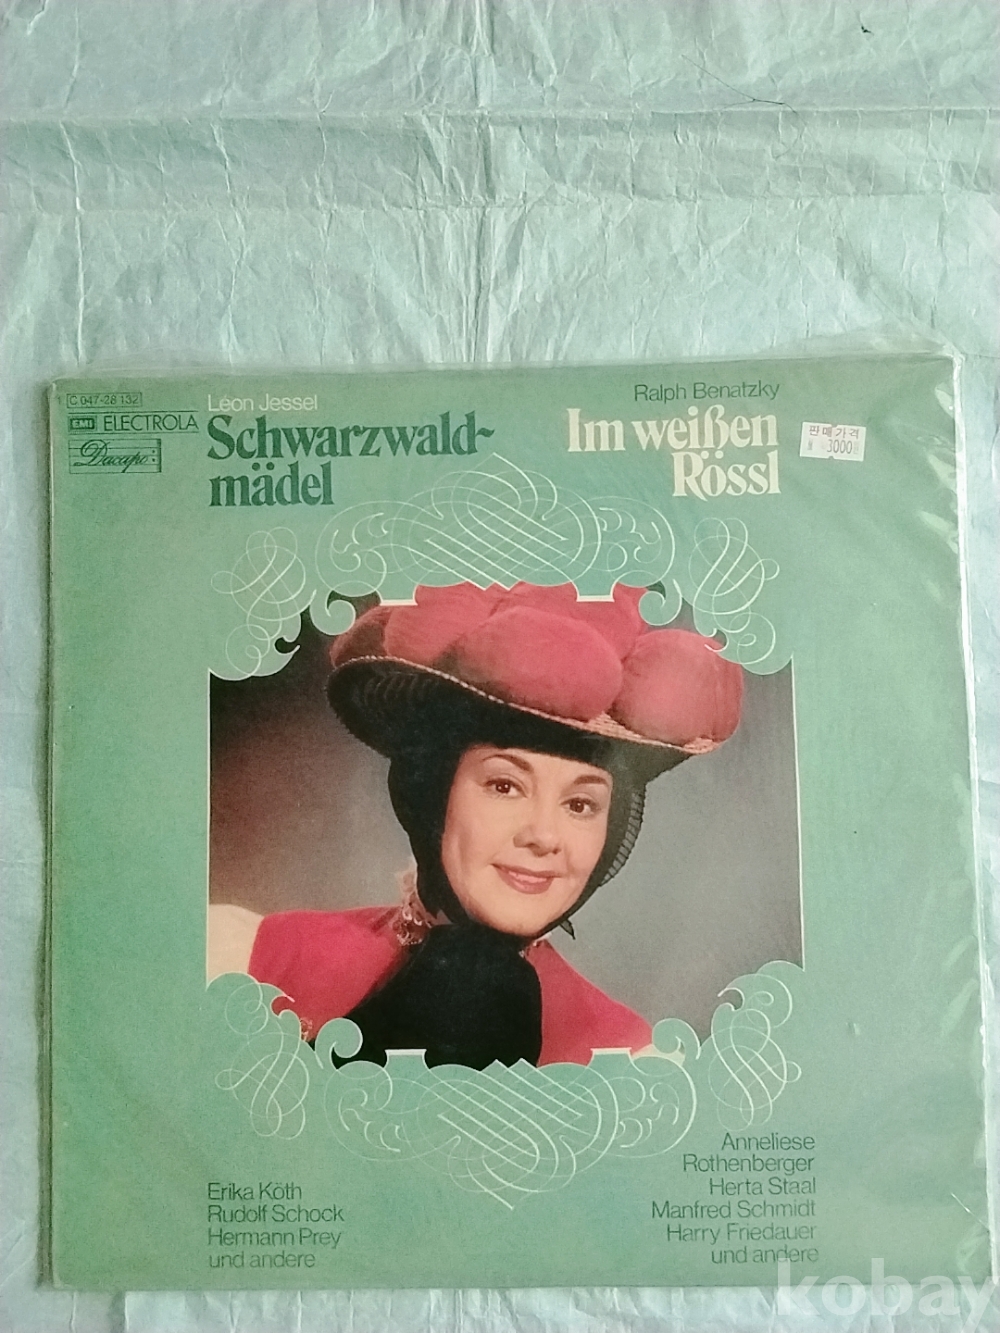 1 C 047-28 132
EMI ELECTROLA
Dacapo
Léon Jessel
Schwarzwald-
mädel
Ralph Benatzky
Im weißen
Rössl
판매가격
3000
Erika Köth
Rudolf Schock
Hermann Prey
und andere
Anneliese
Rothenberger
Herta Staal
Manfred Schmidt
Harry Friedauer
und andere
kobay